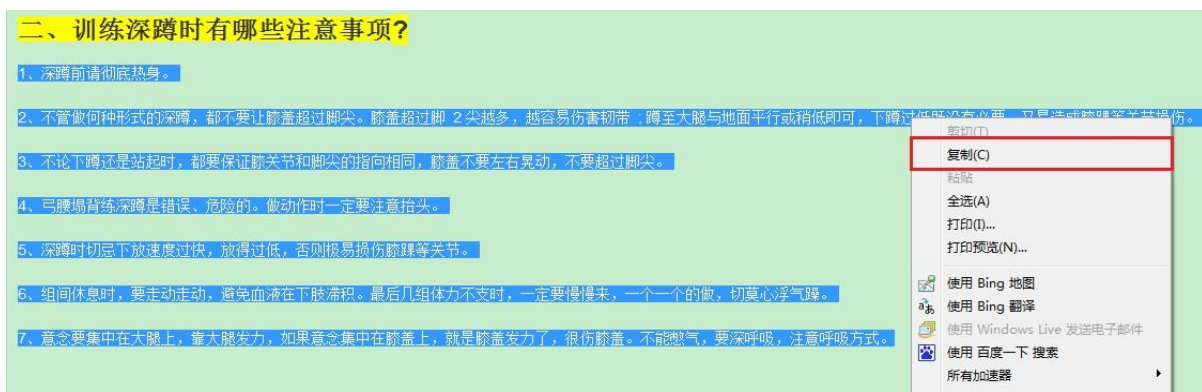 二、训练深蹲时有哪些注意事项?
1、深蹲前请彻底热身。
2、不管做何种形式的深蹲，都不要让膝盖超过脚尖。膝盖超过脚 2 尖越多，越容易伤害韧带 ;蹲至大腿与地面平行或稍低即可，下蹲过低既没有必要，又易造成膝踝等关节损伤。
3、不论下蹲还是站起时，都要保证膝关节和脚尖的指向相同，膝盖不要左右晃动，不要超过脚尖。
4、弓腰塌背练深蹲是错误、危险的。做动作时一定要注意抬头。
5、深蹲时切忌下放速度过快，放得过低，否则极易损伤膝踝等关节。
6、组间休息时，要走动走动，避免血液在下肢滞积。最后几组体力不支时，一定要慢慢来，一个一个的做，切莫心浮气躁。
7、意念要集中在大腿上，靠大腿发力，如果意念集中在膝盖上，就是膝盖发力了，很伤膝盖。不能憋气，要深呼吸，注意呼吸方式。
剪切(T)
复制(C)
粘贴
全选(A)
打印(I)...
打印预览(N)...
使用 Bing 地图
使用 Bing 翻译
使用 Windows Live 发送电子邮件
使用 百度一下 搜索
所有加速器